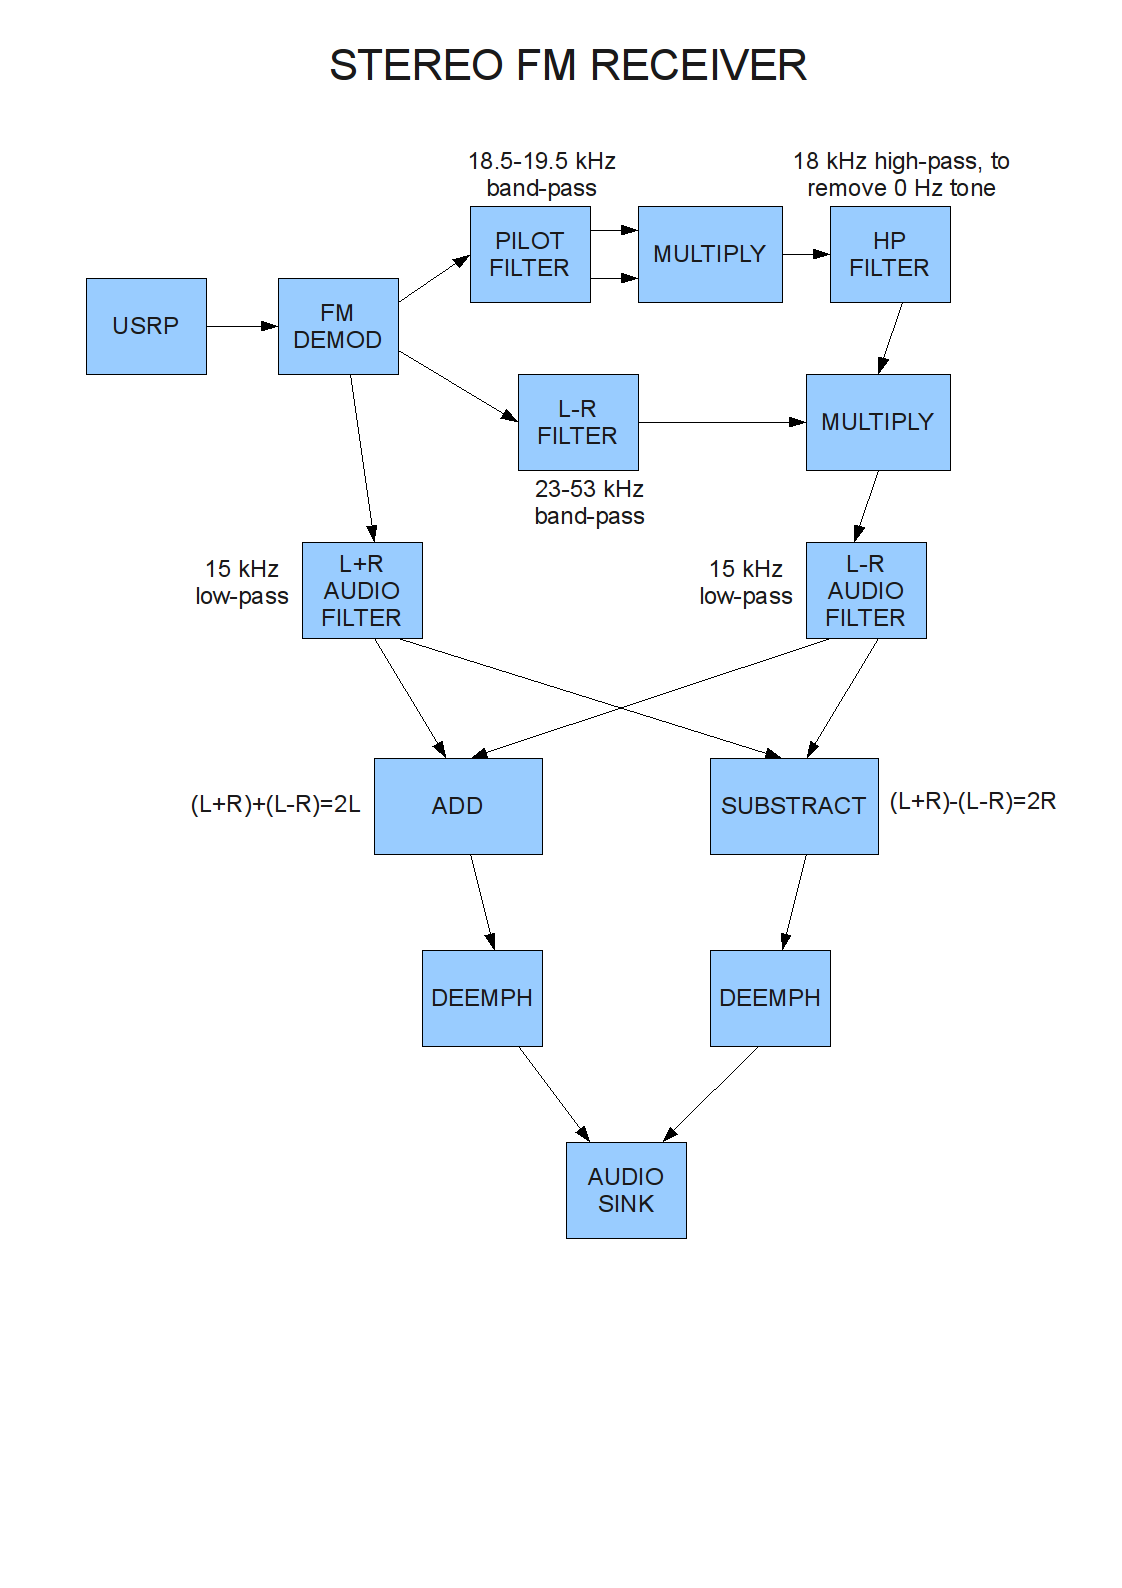 STEREO FM RECEIVER
18.5-19.5 kHz
band-pass
18 kHz high-pass, to
remove 0 Hz tone
PILOT
FILTER
MULTIPLY
HP
FILTER
USRP
FM
DEMOD
L-R
FILTER
MULTIPLY
23-53 kHz
band-pass
15 kHz
low-pass
L+R
AUDIO
FILTER
15 kHz
low-pass
L-R
AUDIO
FILTER
(L+R)+(L-R)=2L
ADD
SUBSTRACT
(L+R)-(L-R)=2R
DEEMPH
DEEMPH
AUDIO
SINK